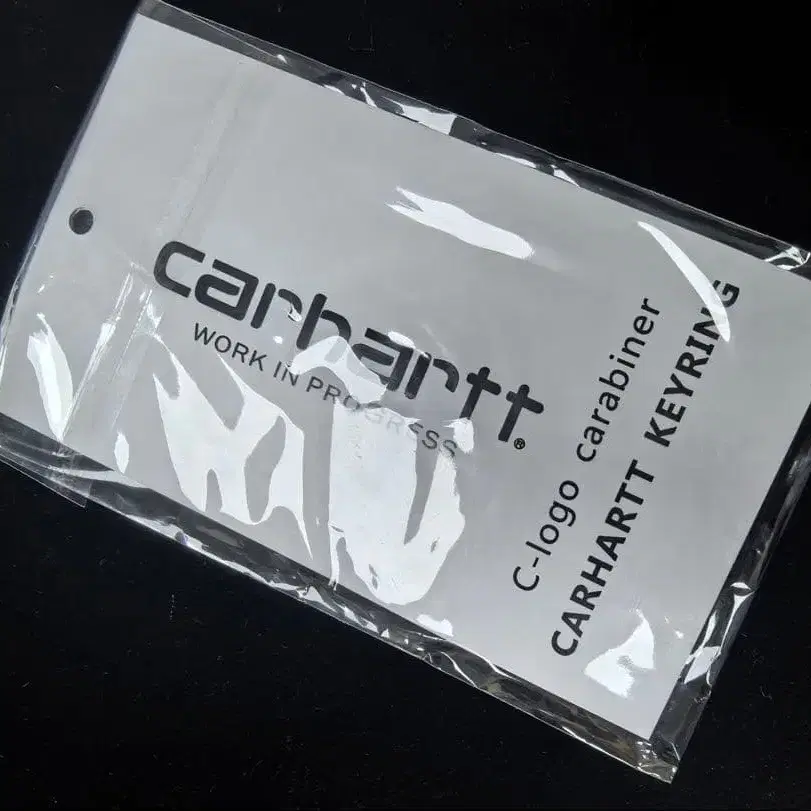 carhartt®
WORK IN PROGRESS
C-logo carabiner
CARHARTT KEYRING